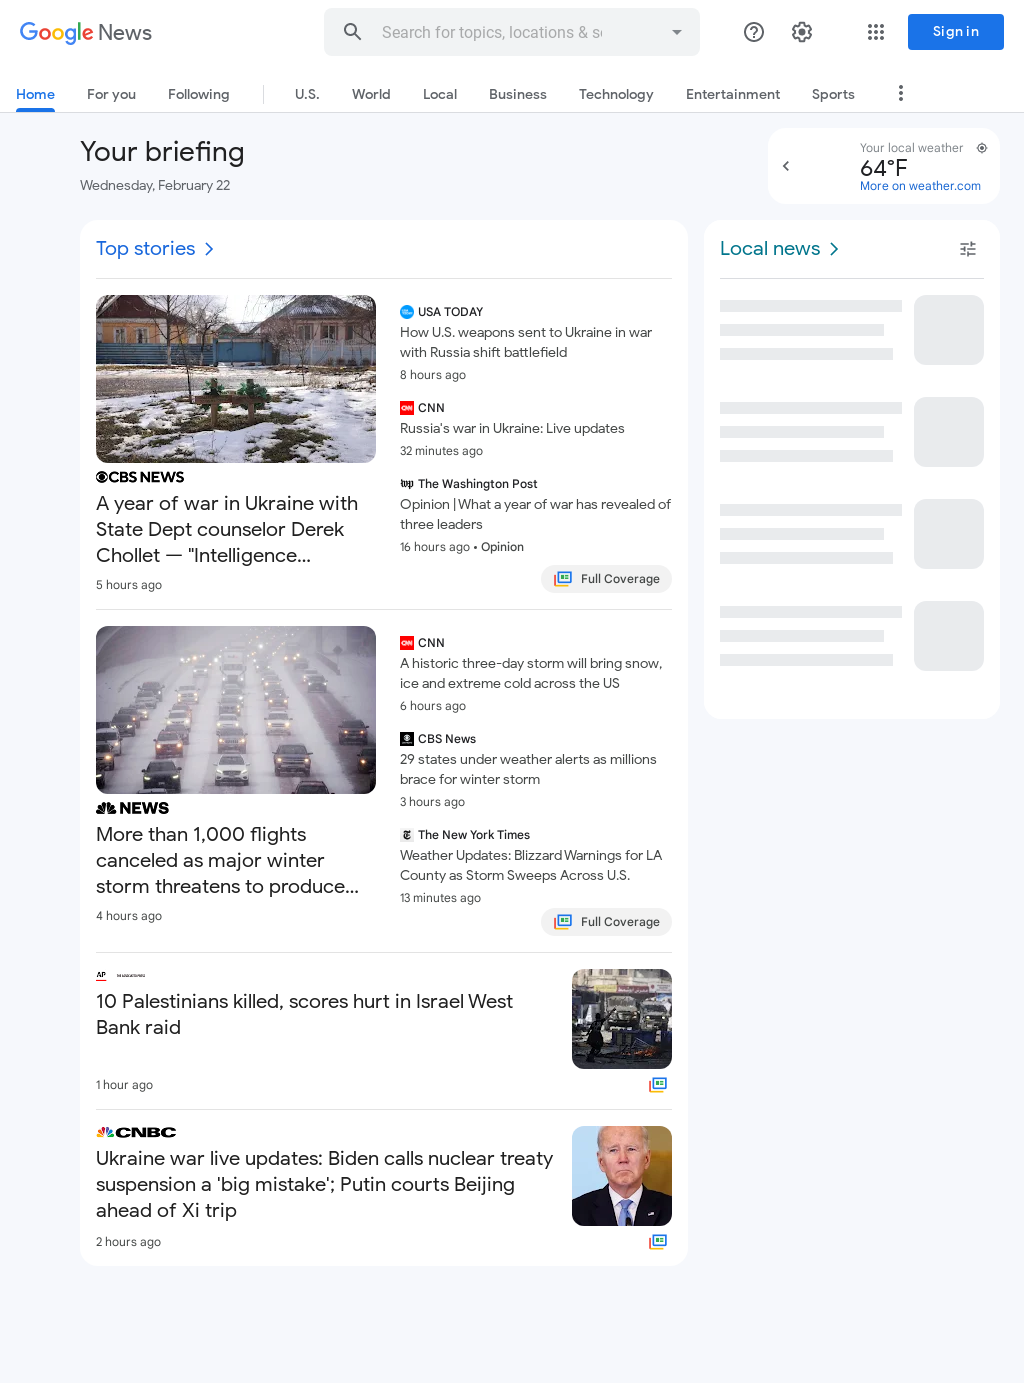 Google News
Search for topics, locations & so
Sign in
Home
For you
Following
U.S.
World
Local
Business
Technology
Entertainment
Sports
Your briefing
Wednesday, February 22
Your local weather
64°F
More on weather.com
Top stories
CBS NEWS
A year of war in Ukraine with
State Dept counselor Derek
Chollet — "Intelligence...
5 hours ago
USA TODAY
How U.S. weapons sent to Ukraine in war
with Russia shift battlefield
8 hours ago
CNN
Russia's war in Ukraine: Live updates
32 minutes ago
The Washington Post
Opinion | What a year of war has revealed of
three leaders
16 hours ago • Opinion
Full Coverage
NEWS
More than 1,000 flights
canceled as major winter
storm threatens to produce...
4 hours ago
CNN
A historic three-day storm will bring snow,
ice and extreme cold across the US
6 hours ago
CBS News
29 states under weather alerts as millions
brace for winter storm
3 hours ago
The New York Times
Weather Updates: Blizzard Warnings for LA
County as Storm Sweeps Across U.S.
13 minutes ago
Full Coverage
AP
10 Palestinians killed, scores hurt in Israel West
Bank raid
1 hour ago
CNBC
Ukraine war live updates: Biden calls nuclear treaty
suspension a 'big mistake'; Putin courts Beijing
ahead of Xi trip
2 hours ago
Local news